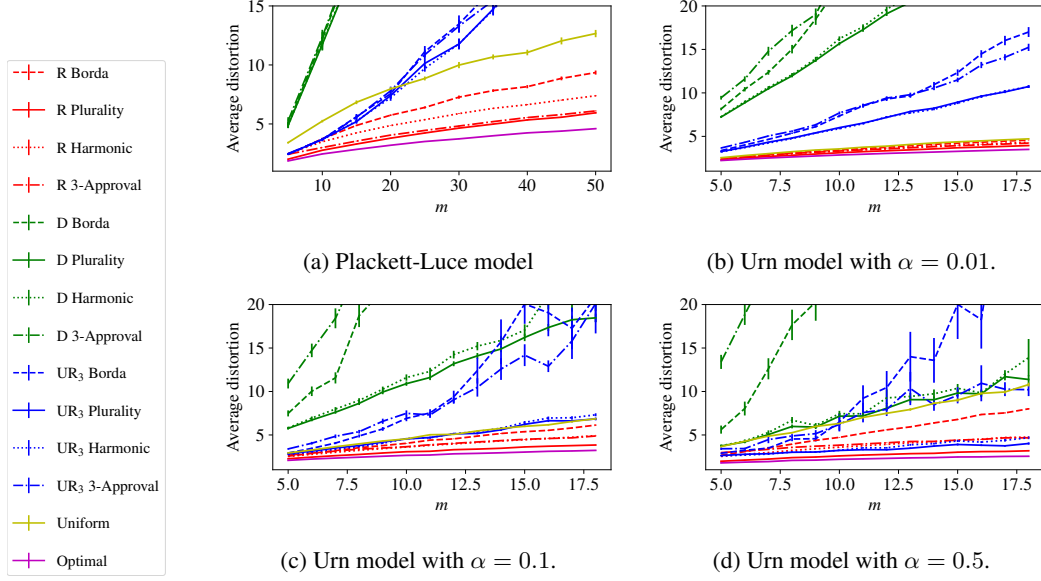 R Borda
R Plurality
R Harmonic
R 3-Approval
D Borda
D Plurality
D Harmonic
D 3-Approval
UR₃ Borda
UR₃ Plurality
UR₃ Harmonic
UR₃ 3-Approval
Uniform
Optimal
Average distortion
15
10
5
10 20 30 40 50
m
(a) Plackett-Luce model
Average distortion
20
15
10
5
5.0 7.5 10.0 12.5 15.0 17.5
m
(b) Urn model with α = 0.01.
Average distortion
20
15
10
5
5.0 7.5 10.0 12.5 15.0 17.5
m
(c) Urn model with α = 0.1.
Average distortion
20
15
10
5
5.0 7.5 10.0 12.5 15.0 17.5
m
(d) Urn model with α = 0.5.